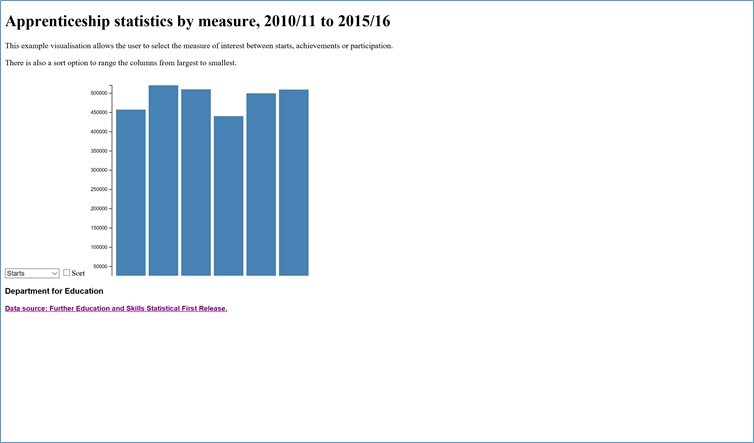 Apprenticeship statistics by measure, 2010/11 to 2015/16
This example visualisation allows the user to select the measure of interest between starts, achievements or participation.
There is also a sort option to range the columns from largest to smallest.
500000
450000
400000
350000
300000
250000
200000
150000
100000
50000
Starts
Sort
Department for Education
Data source: Further Education and Skills Statistical First Release.